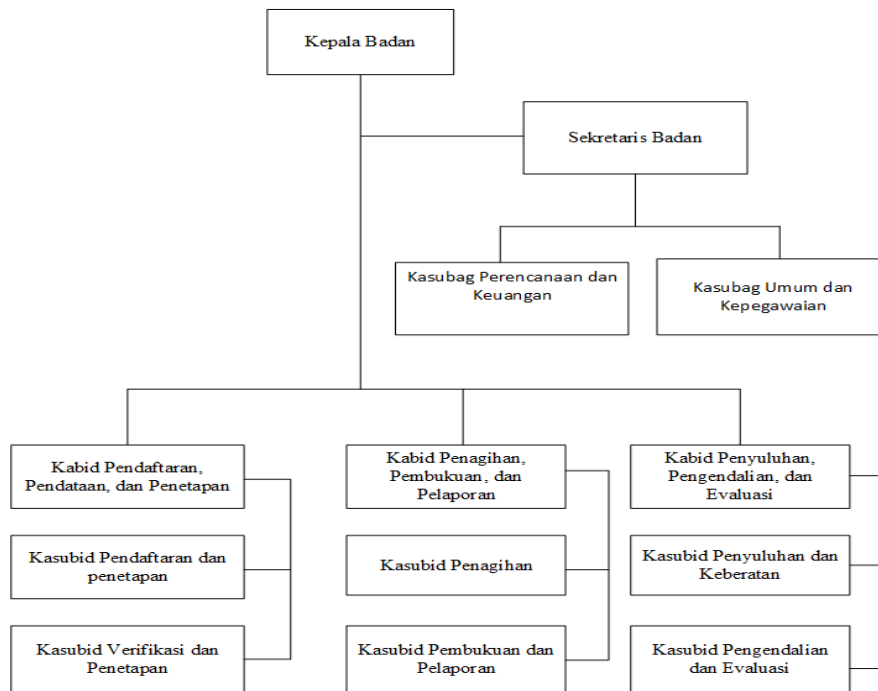 Kepala Badan
Sekretaris Badan
Kasubag Perencanaan dan
Keuangan
Kasubag Umum dan
Kepegawaian
Kabid Pendaftaran,
Pendataan, dan Penetapan
Kabid Penagihan,
Pembukuan, dan
Pelaporan
Kabid Penyuluhan,
Pengendalian, dan
Evaluasi
Kasubid Pendaftaran dan
penetapan
Kasubid Penagihan
Kasubid Penyuluhan dan
Keberatan
Kasubid Verifikasi dan
Penetapan
Kasubid Pembukuan dan
Pelaporan
Kasubid Pengendalian
dan Evaluasi